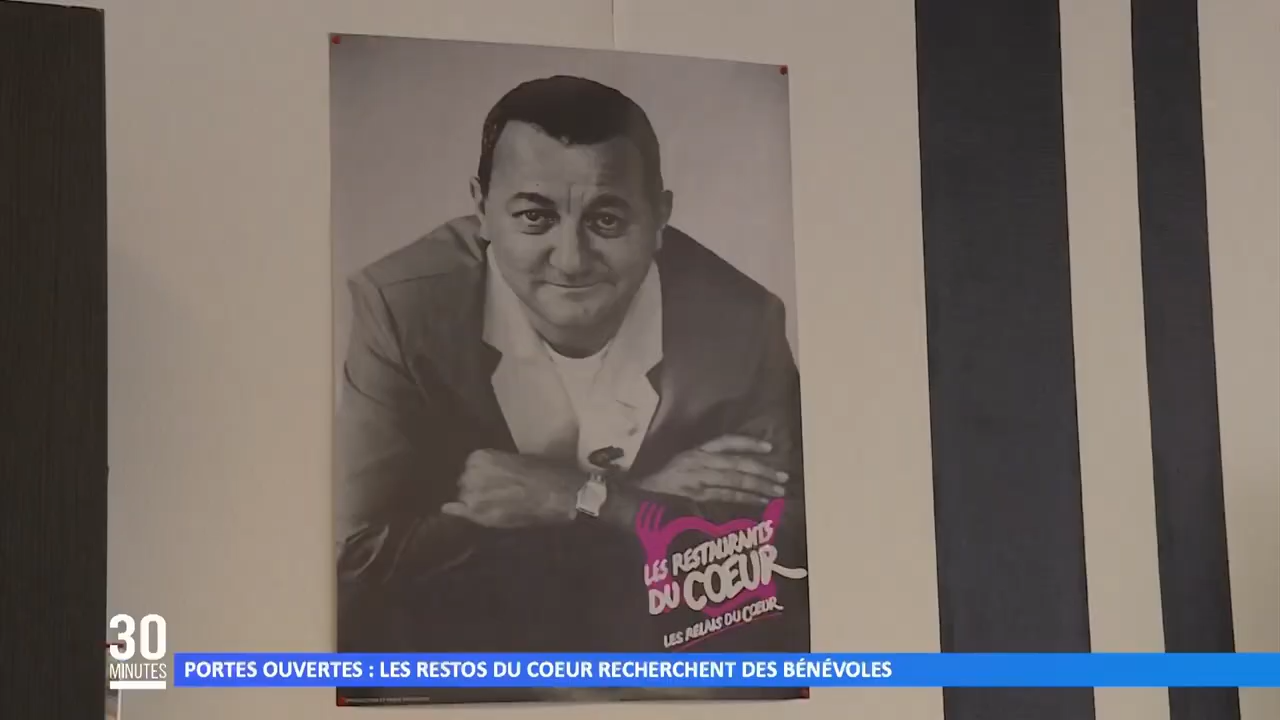 LES RESTAURANTS
DU COEUR
LES RELAIS DU COEUR
30
MINUTES
PORTES OUVERTES : LES RESTOS DU COEUR RECHERCHENT DES BÉNÉVOLES